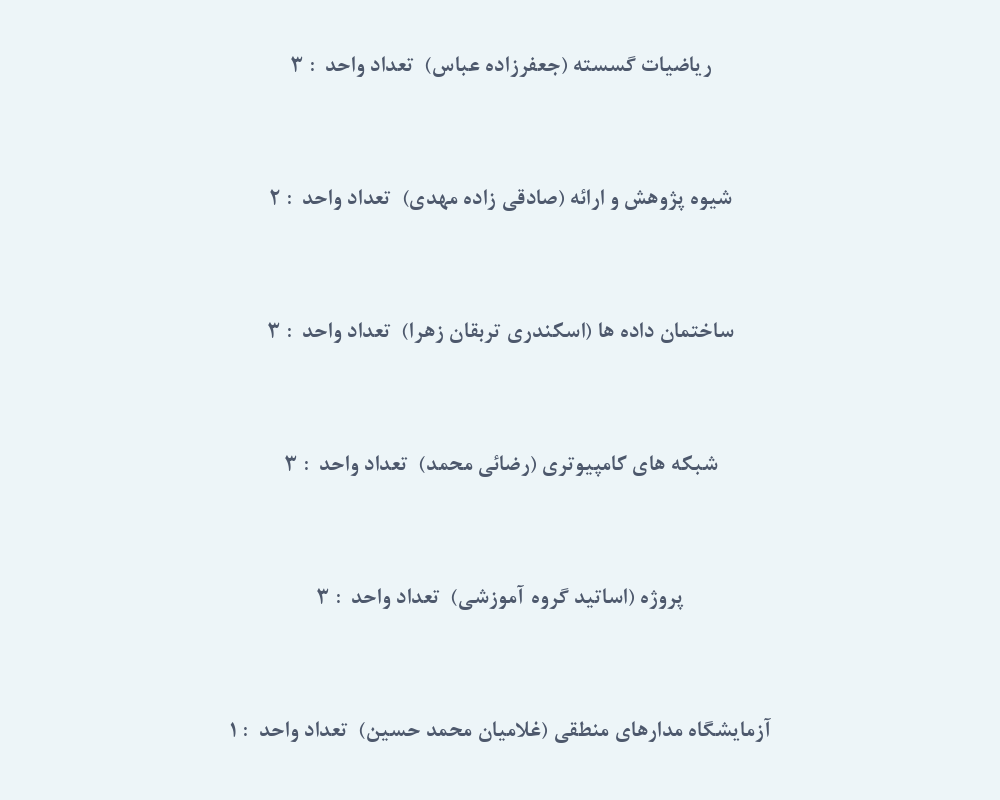 ریاضیات گسسته (جعفرزاده عباس) تعداد واحد : ۳
شیوه پژوهش و ارائه (صادقی زاده مهدی) تعداد واحد : ۲
ساختمان داده ها (اسکندری تربقان زهرا) تعداد واحد : ۳
شبکه های کامپیوتری (رضائی محمد) تعداد واحد : ۳
پروژه (اساتید گروه آموزشی) تعداد واحد : ۳
آزمایشگاه مدارهای منطقی (غلامیان محمد حسین) تعداد واحد : ۱